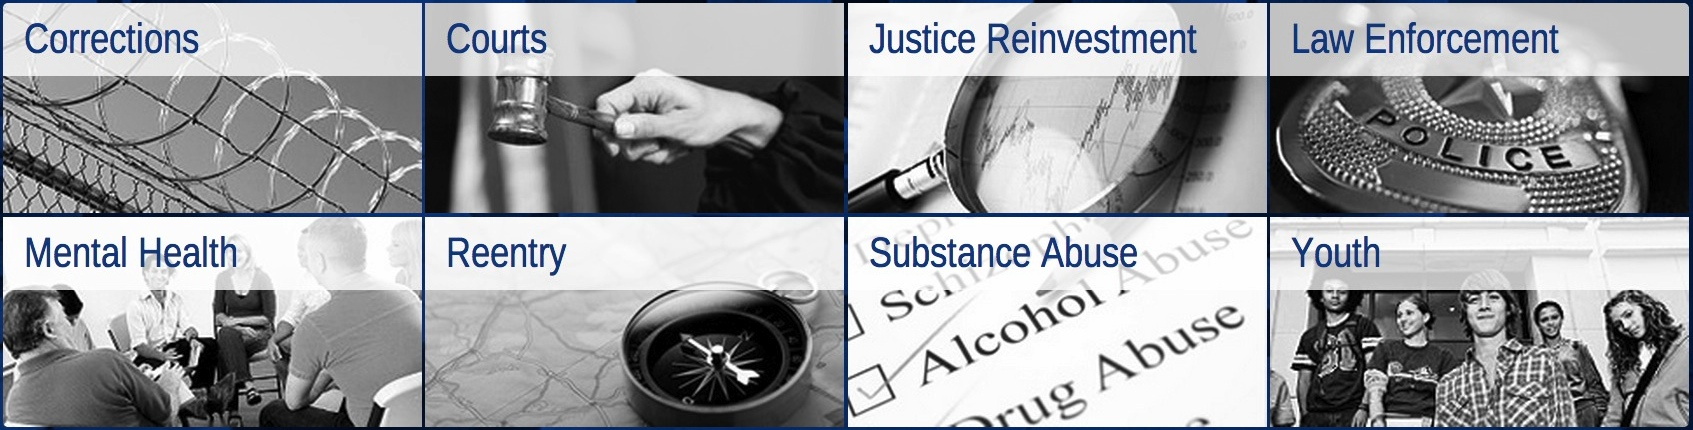 Corrections
Courts
Justice Reinvestment
Law Enforcement
POLICE
Mental Health
Reentry
Substance Abuse
Youth
N
Alcohol Abuse
Drug Abuse